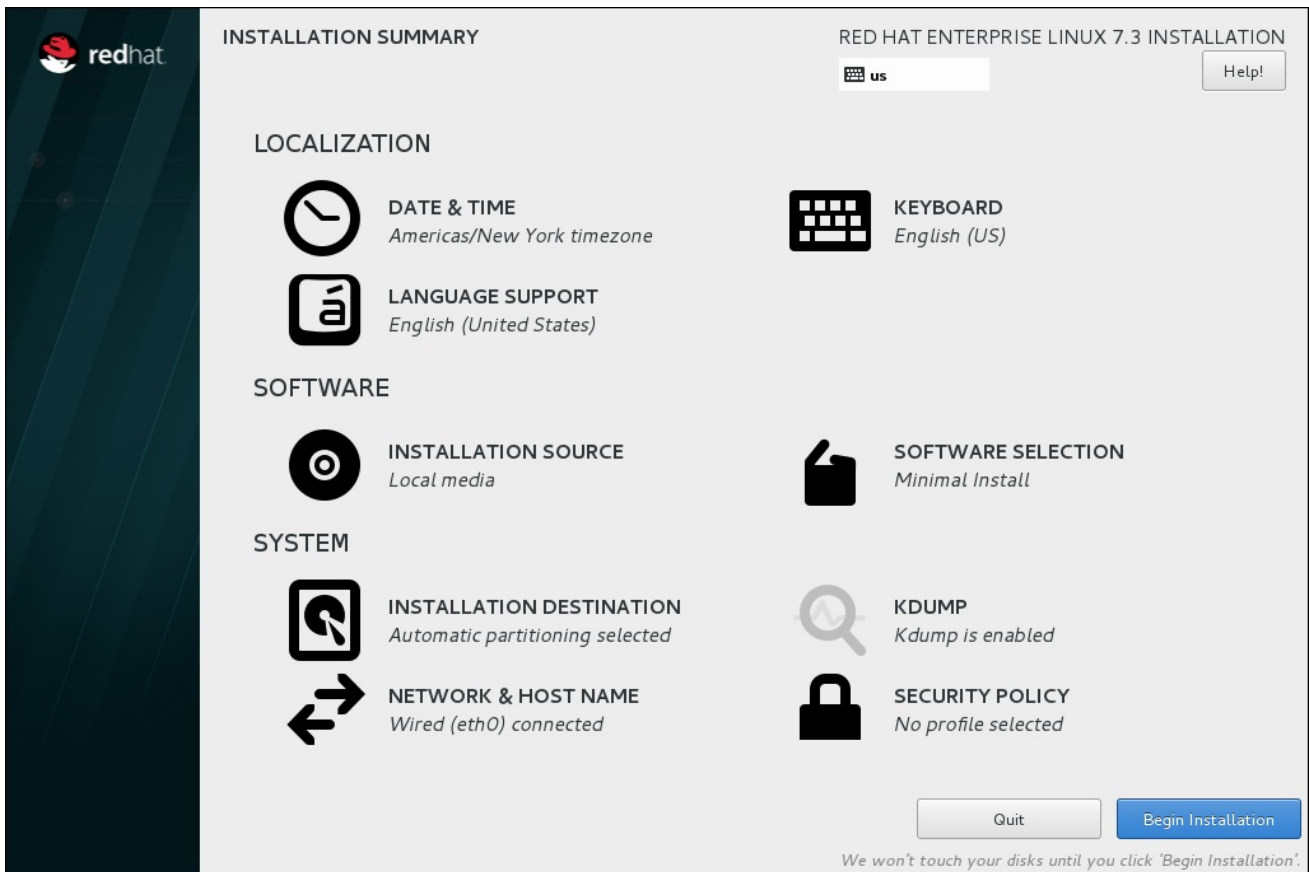 redhat
INSTALLATION SUMMARY
RED HAT ENTERPRISE LINUX 7.3 INSTALLATION
us
Help!
LOCALIZATION
DATE & TIME
Americas/New York timezone
KEYBOARD
English (US)
á
LANGUAGE SUPPORT
English (United States)
SOFTWARE
INSTALLATION SOURCE
Local media
SOFTWARE SELECTION
Minimal Install
SYSTEM
INSTALLATION DESTINATION
Automatic partitioning selected
KDUMP
Kdump is enabled
NETWORK & HOST NAME
Wired (eth0) connected
SECURITY POLICY
No profile selected
Quit
Begin Installation
We won't touch your disks until you click 'Begin Installation'.